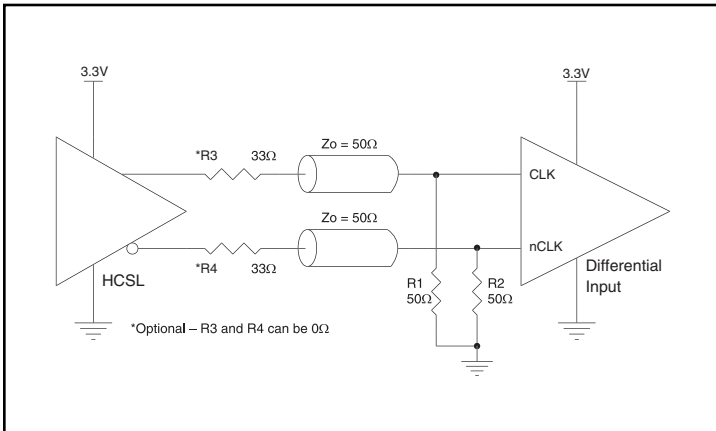 3.3V
3.3V
*R3 33Ω
Zo = 50Ω
CLK
Zo = 50Ω
nCLK
HCSL
*R4 33Ω
R1
50Ω
R2
50Ω
Differential
Input
*Optional – R3 and R4 can be 0Ω